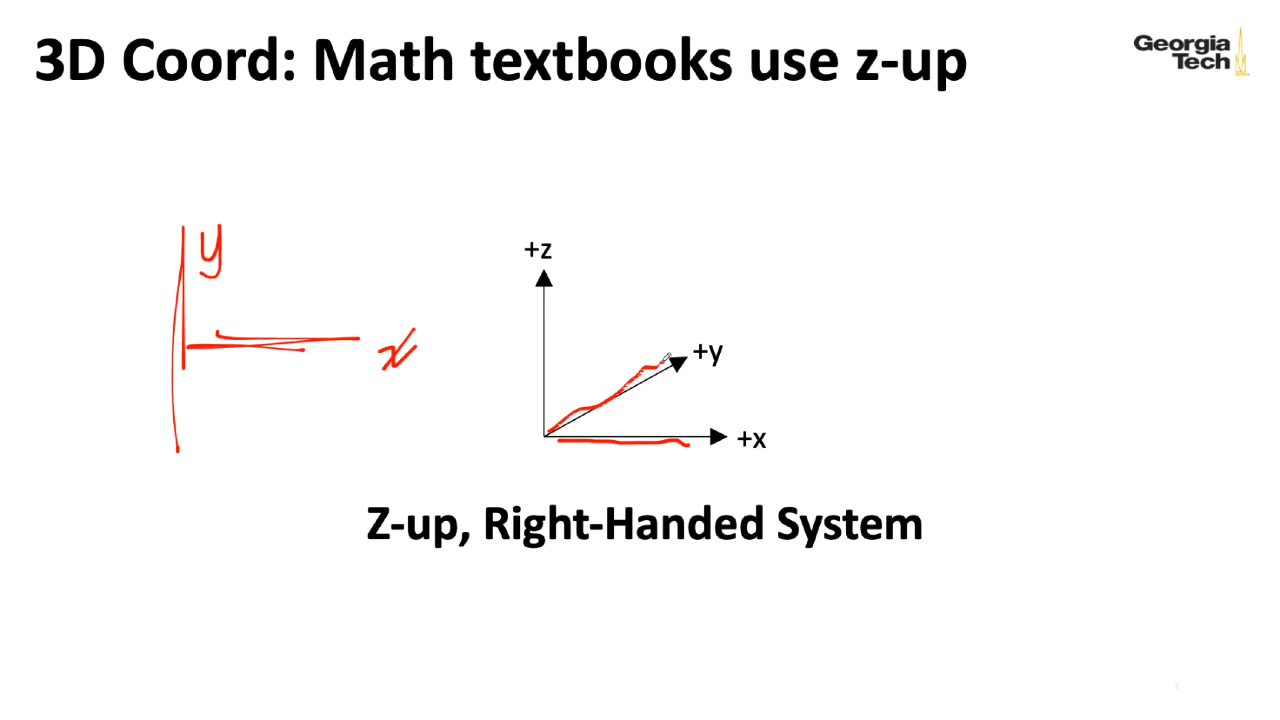 3D Coord: Math textbooks use z-up
Georgia
Tech
y
x
+z
+y
+x
Z-up, Right-Handed System